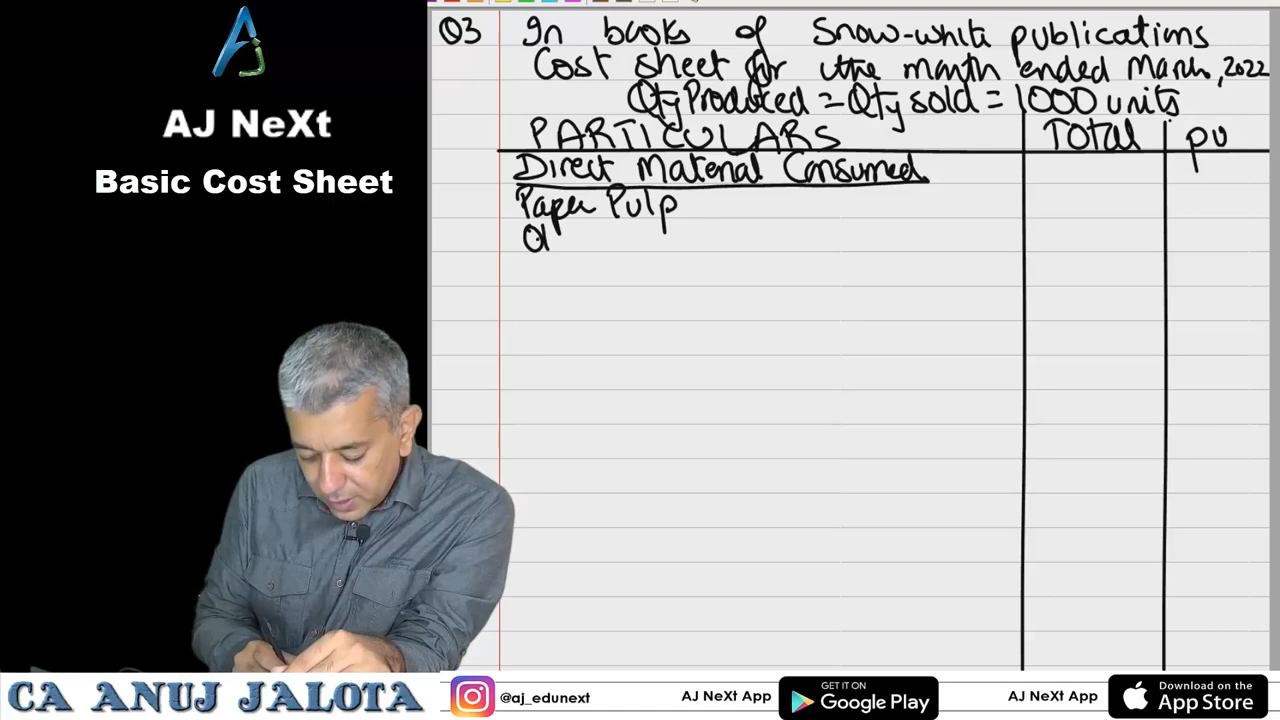 AJ NeXt
Basic Cost Sheet
Q3 In books of Snow-white publications
Cost sheet for the month ended March, 2022
Qty Produced = Qty sold = 1000 units
PARTICULARS Total pu
Direct Material Consumed
Paper Pulp
CA ANUJ JALOTA
@aj_edunext
AJ NeXt App
GET IT ON
Google Play
AJ NeXt App
Download on the
App Store